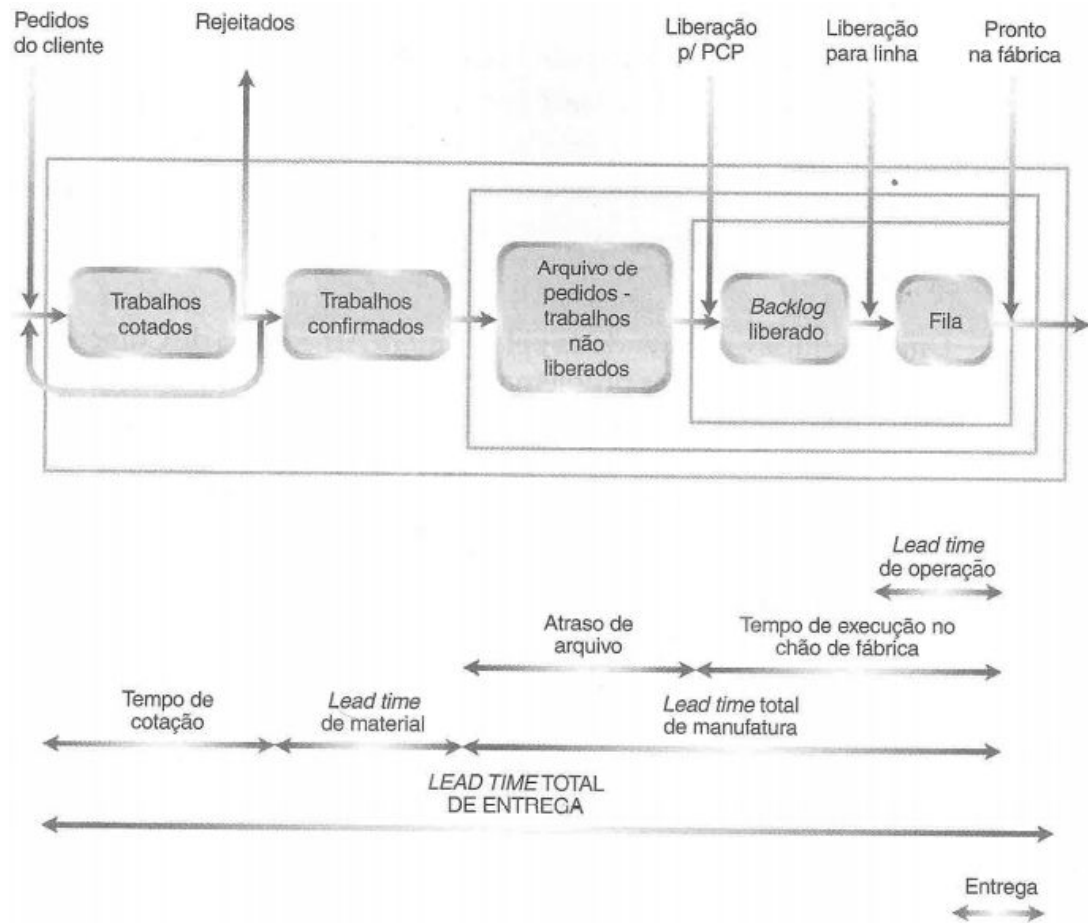 Pedidos
do cliente
Rejeitados
Liberação
p/ PCP
Liberação
para linha
Pronto
na fábrica
Trabalhos
cotados
Trabalhos
confirmados
Arquivo de
pedidos -
trabalhos
não
liberados
Backlog
liberado
Fila
Lead time
de operação
Atraso de
arquivo
Tempo de execução no
chão de fábrica
Tempo de
cotação
Lead time
de material
Lead time total
de manufatura
LEAD TIME TOTAL
DE ENTREGA
Entrega